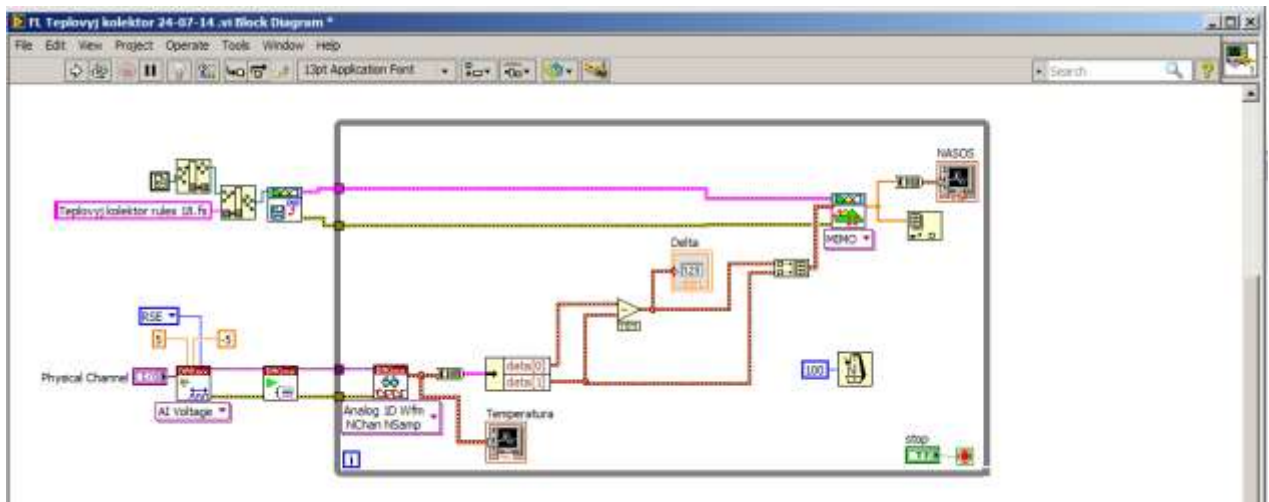 FL Teplovyj kolektor 24-07-14 .vi Block Diagram *
File Edit View Project Operate Tools Window Help
13pt Application Font
Search
NASOS
Teplovyj kolektor rules 18.fs
MIMO
Delta
RSE
5
-5
data[0]
data[1]
Physical Channel
100
AI Voltage
Analog 1D Wfm
NChan NSamp
Temperatura
stop
i